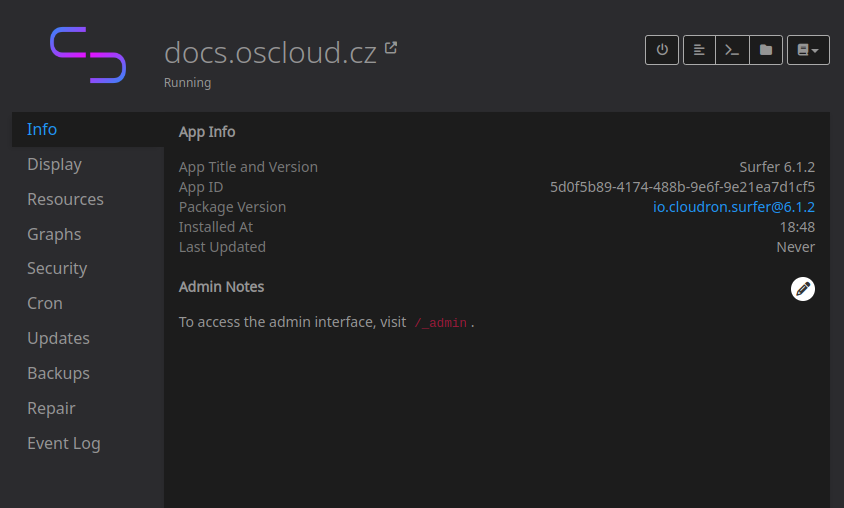 docs.oscloud.cz
Running
Info
Display
Resources
Graphs
Security
Cron
Updates
Backups
Repair
Event Log
App Info
App Title and Version Surfer 6.1.2
App ID 5d0f5b89-4174-488b-9e6f-9e21ea7d1cf5
Package Version io.cloudron.surfer@6.1.2
Installed At 18:48
Last Updated Never
Admin Notes
To access the admin interface, visit /_admin .